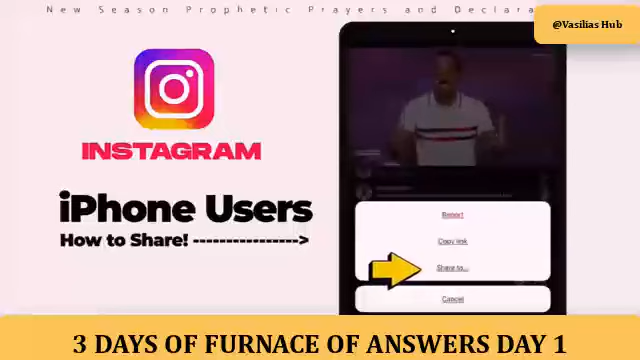 New Season Prophetic Prayers and Declara
@Vasilias Hub
INSTAGRAM
iPhone Users
How to Share! ---------------->
Report
Copy link
Share to...
Cancel
3 DAYS OF FURNACE OF ANSWERS DAY 1